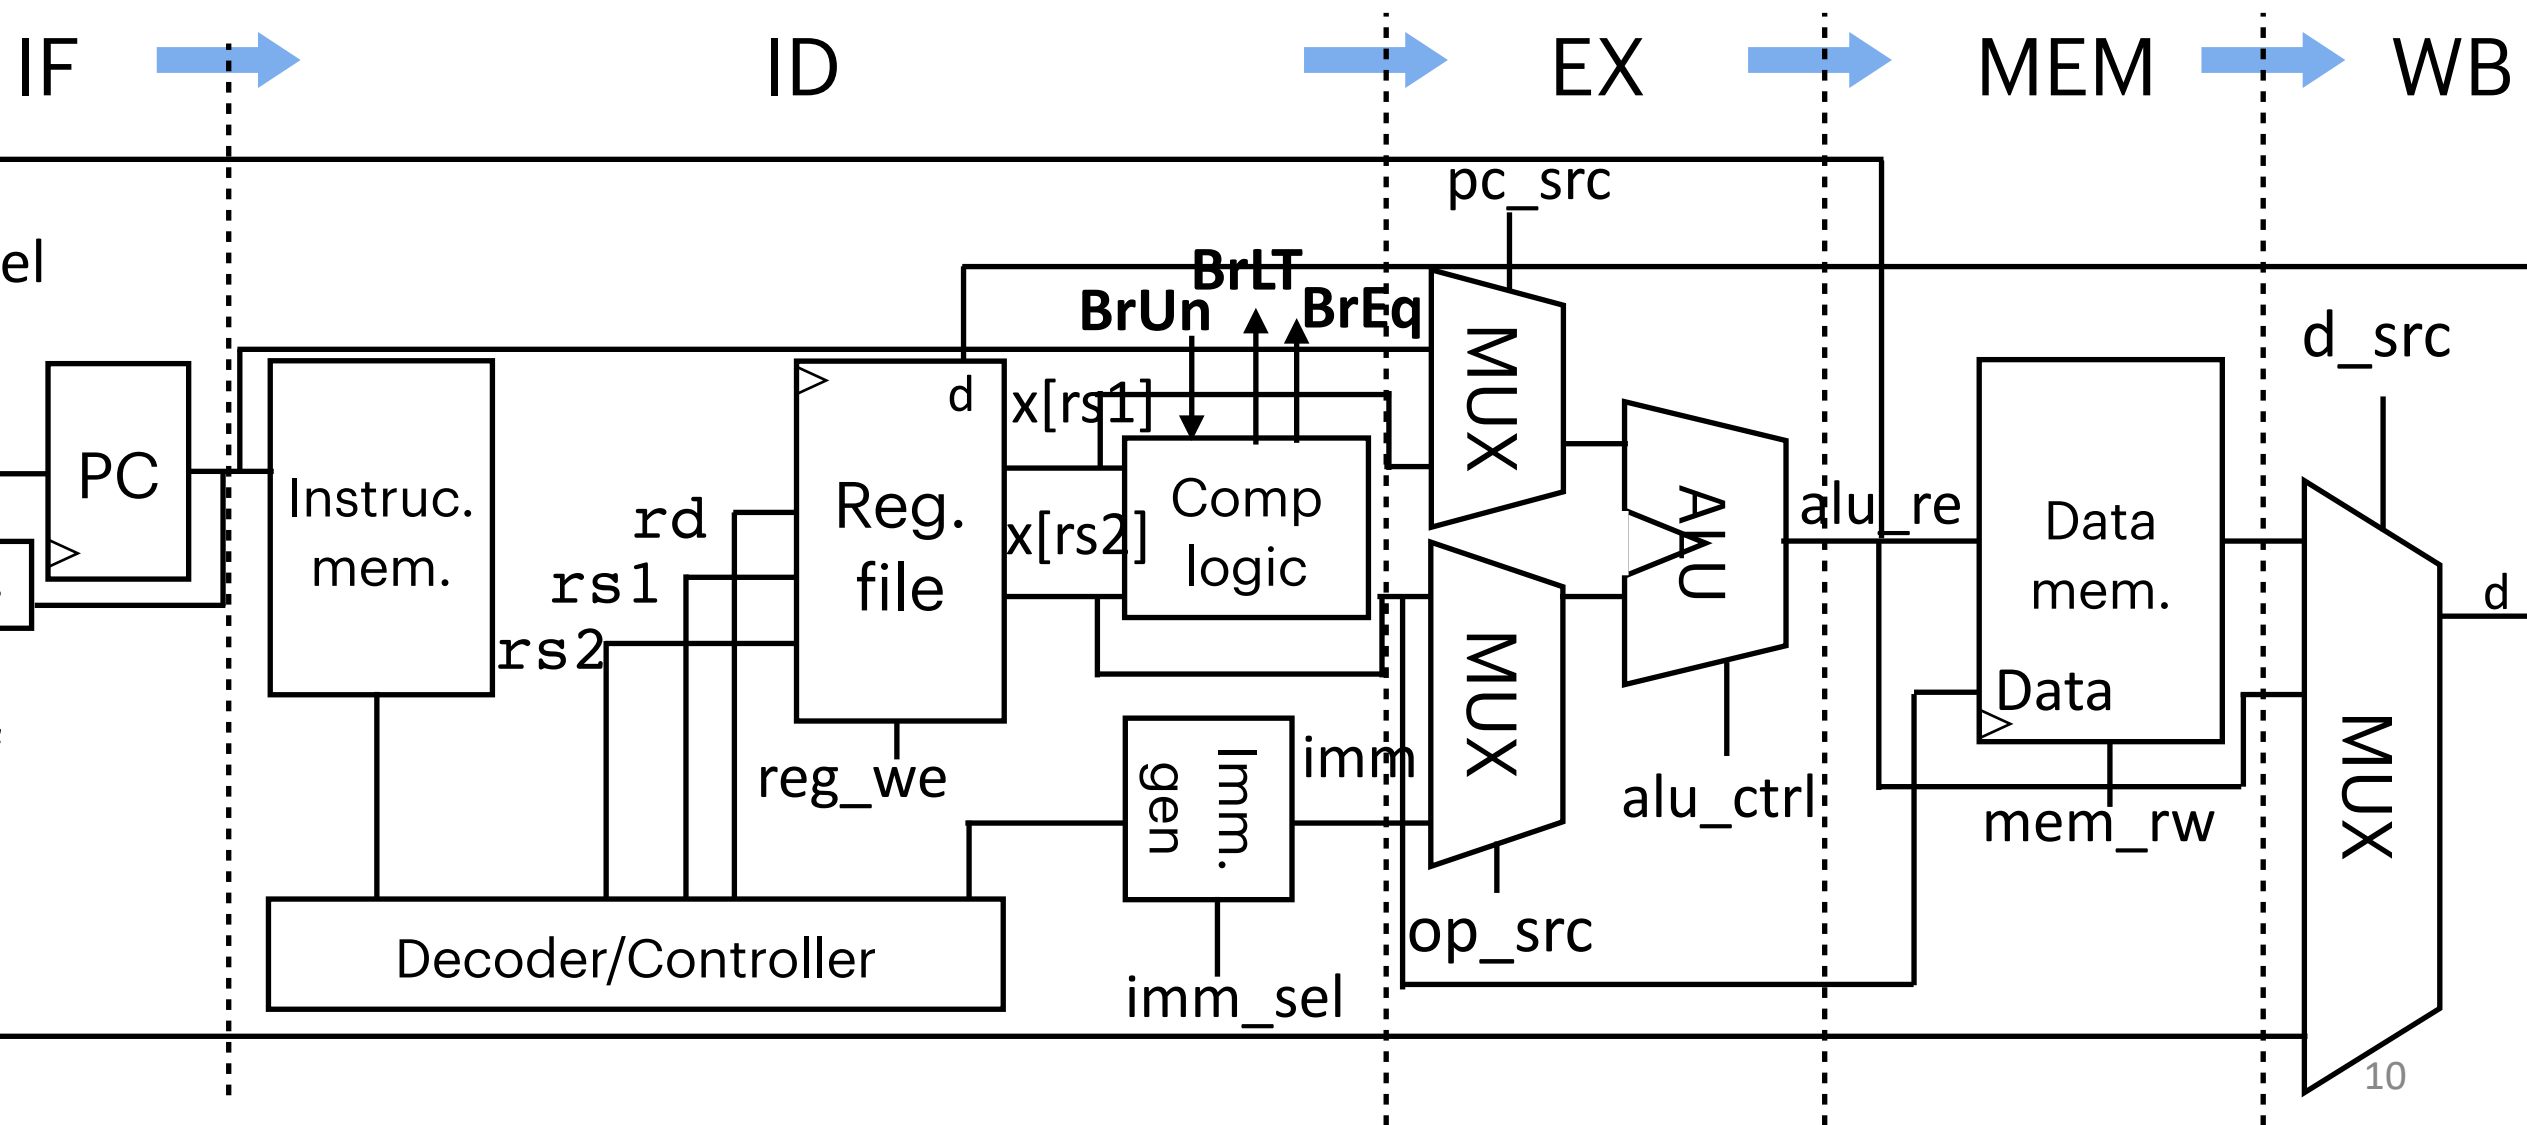 IF
ID
EX
MEM
WB
pc_src
el
BrLT
BrUn
BrEq
d_src
d
x[rs1]
PC
Instruc.
mem.
rd
rs1
rs2
Reg.
file
x[rs2]
Comp
logic
MUX
MUX
ALU
alu_re
Data
mem.
Data
d
reg_we
Imm.
gen
imm
alu_ctrl
mem_rw
MUX
op_src
Decoder/Controller
imm_sel
10